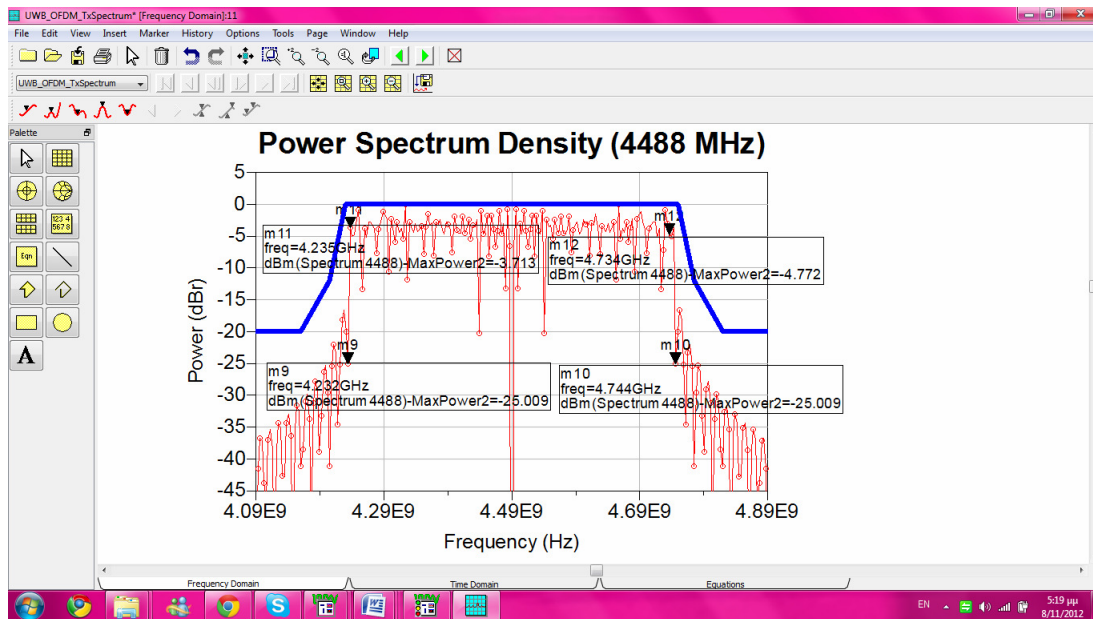 UWB_OFDM_TxSpectrum* [Frequency Domain]:11
File Edit View Insert Marker History Options Tools Page Window Help
UWB_OFDM_TxSpectrum
Palette
123 4
567 8
Eqn
A
Power Spectrum Density (4488 MHz)
5
0
-5
-10
-15
-20
-25
-30
-35
-40
-45
Power (dBr)
m11
m12
m11
freq=4.235GHz
dBm(Spectrum4488)-MaxPower2=-3.713
m12
freq=4.734GHz
dBm(Spectrum4488)-MaxPower2=-4.772
m9
m10
m9
freq=4.232GHz
dBm(Spectrum4488)-MaxPower2=-25.009
m10
freq=4.744GHz
dBm(Spectrum4488)-MaxPower2=-25.009
4.09E9 4.29E9 4.49E9 4.69E9 4.89E9
Frequency (Hz)
Frequency Domain Time Domain Equations
EN
5:19 μμ
8/11/2012